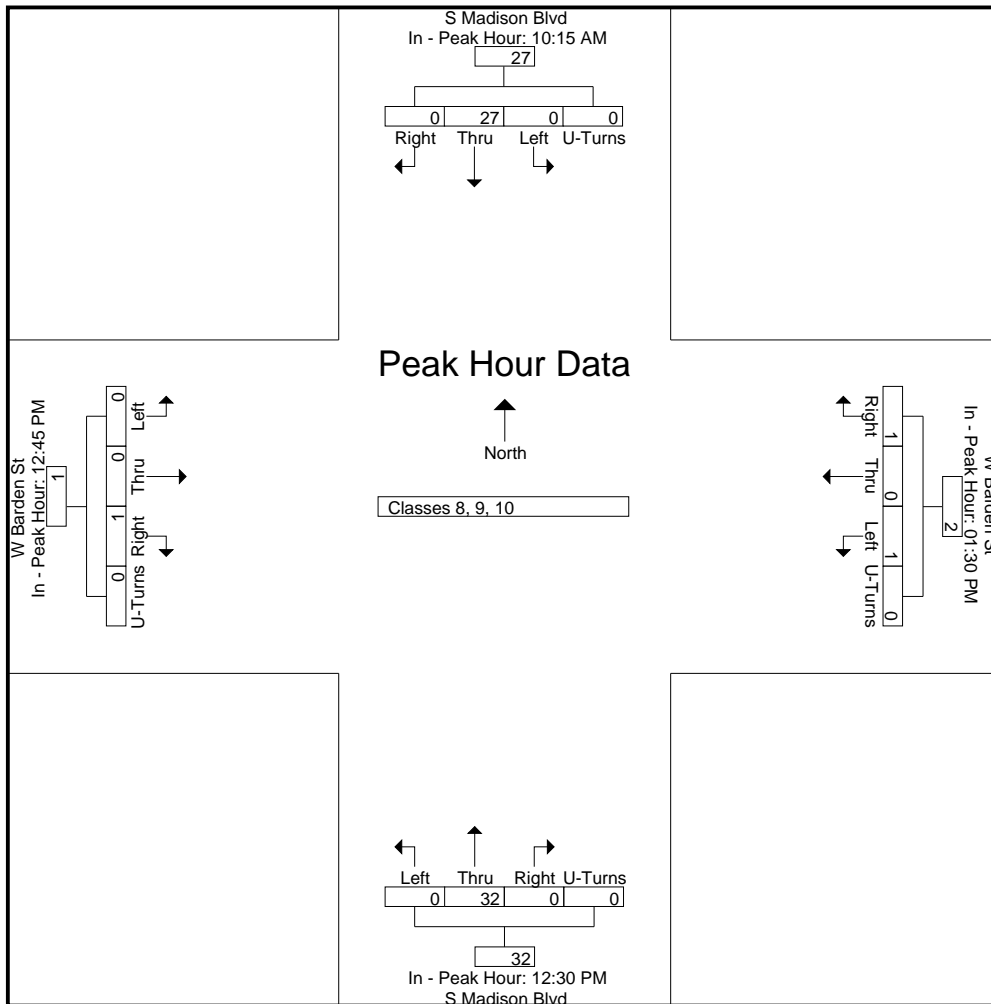 S Madison Blvd
In - Peak Hour: 10:15 AM
27
0 27 0 0
Right Thru Left U-Turns
Peak Hour Data
North
Classes 8, 9, 10
W Barden St
In - Peak Hour: 12:45 PM
1
0 0 1 0
Left Thru Right U-Turns
W Barden St
In - Peak Hour: 01:30 PM
2
1 0 1 0
Right Thru Left U-Turns
Left Thru Right U-Turns
0 32 0 0
32
In - Peak Hour: 12:30 PM
S Madison Blvd